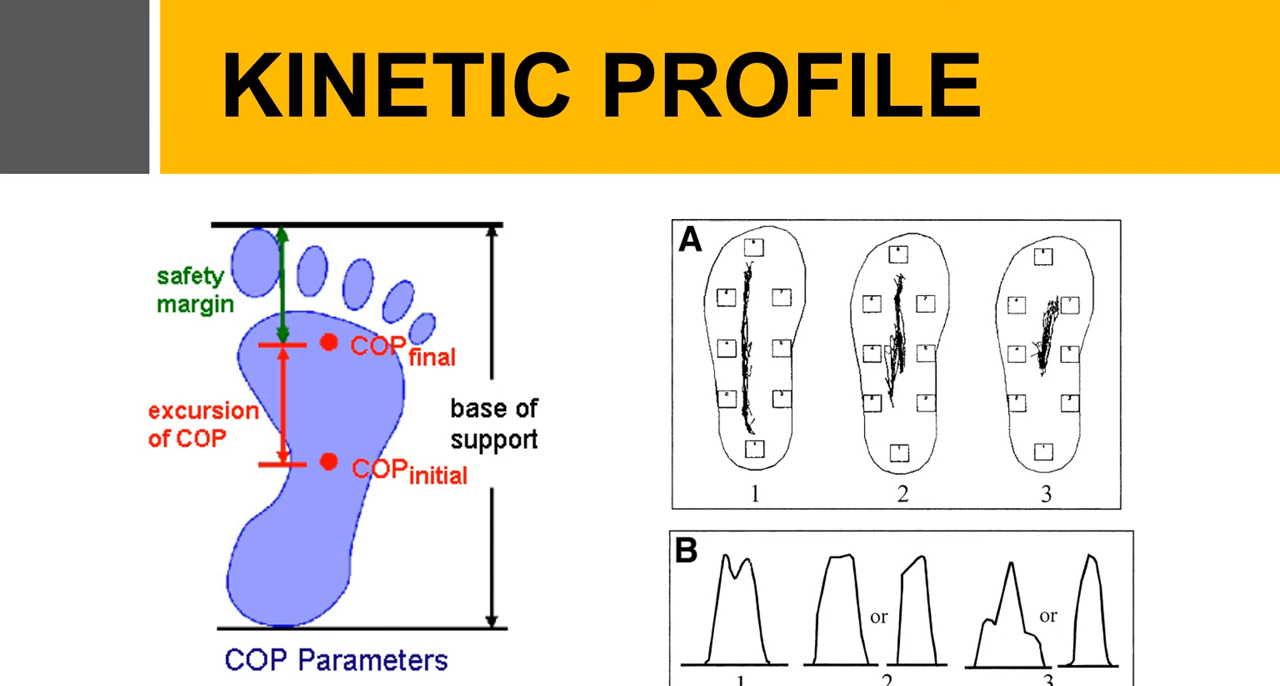 KINETIC PROFILE
safety
margin
COP final
excursion
of COP
COP initial
base of
support
COP Parameters
A
1
2
3
B
or
or
1
2
3